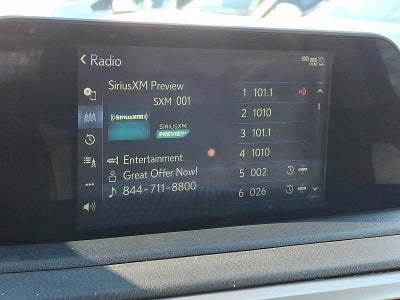 Radio
SiriusXM Preview
SXM 001
((SiriusXM))
SIRIUSXM
PREVIEW
Entertainment
Great Offer Now!
844-711-8800
1 101.1
2 1010
3 101.1
4 1010
5 002
6 026